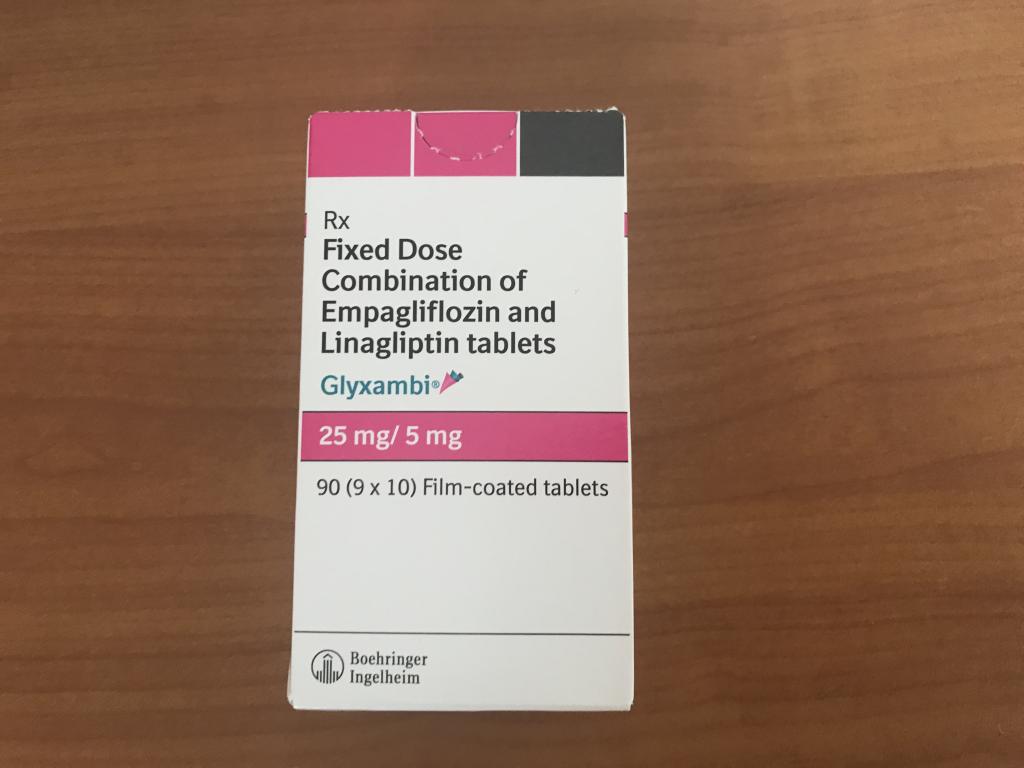 Rx
Fixed Dose
Combination of
Empagliflozin and
Linagliptin tablets
Glyxambi®
25 mg/ 5 mg
90 (9 x 10) Film-coated tablets
Boehringer
Ingelheim